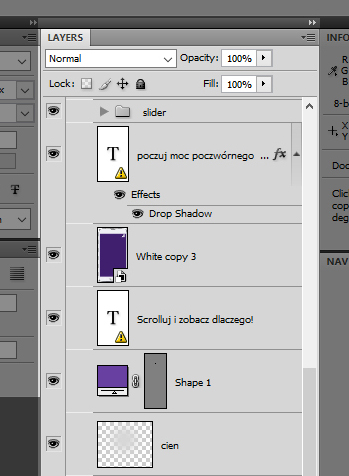 LAYERS
INFO
Normal
Opacity: 100%
Lock:
Fill: 100%
8-b
X
Y
Doc
Clic
cop
deg
NAV
slider
T
poczuj moc poczwórnego ... fx
Effects
Drop Shadow
White copy 3
T
Scrolluj i zobacz dlaczego!
Shape 1
cien